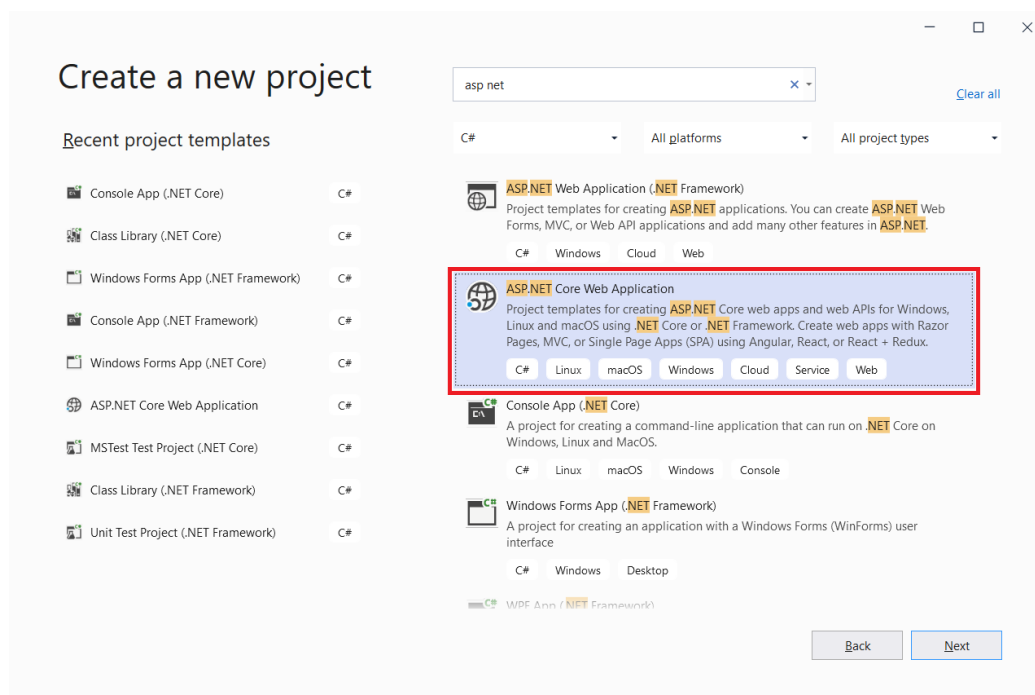 Create a new project
asp net
Clear all
Recent project templates
C#
All platforms
All project types
Console App (.NET Core) C#
Class Library (.NET Core) C#
Windows Forms App (.NET Framework) C#
Console App (.NET Framework) C#
Windows Forms App (.NET Core) C#
ASP.NET Core Web Application C#
MSTest Test Project (.NET Core) C#
Class Library (.NET Framework) C#
Unit Test Project (.NET Framework) C#
ASP.NET Web Application (.NET Framework)
Project templates for creating ASP.NET applications. You can create ASP.NET Web
Forms, MVC, or Web API applications and add many other features in ASP.NET.
C# Windows Cloud Web
ASP.NET Core Web Application
Project templates for creating ASP.NET Core web apps and web APIs for Windows,
Linux and macOS using .NET Core or .NET Framework. Create web apps with Razor
Pages, MVC, or Single Page Apps (SPA) using Angular, React, or React + Redux.
C# Linux macOS Windows Cloud Service Web
Console App (.NET Core)
A project for creating a command-line application that can run on .NET Core on
Windows, Linux and MacOS.
C# Linux macOS Windows Console
Windows Forms App (.NET Framework)
A project for creating an application with a Windows Forms (WinForms) user
interface
C# Windows Desktop
WPF App (.NET Framework)
Back
Next